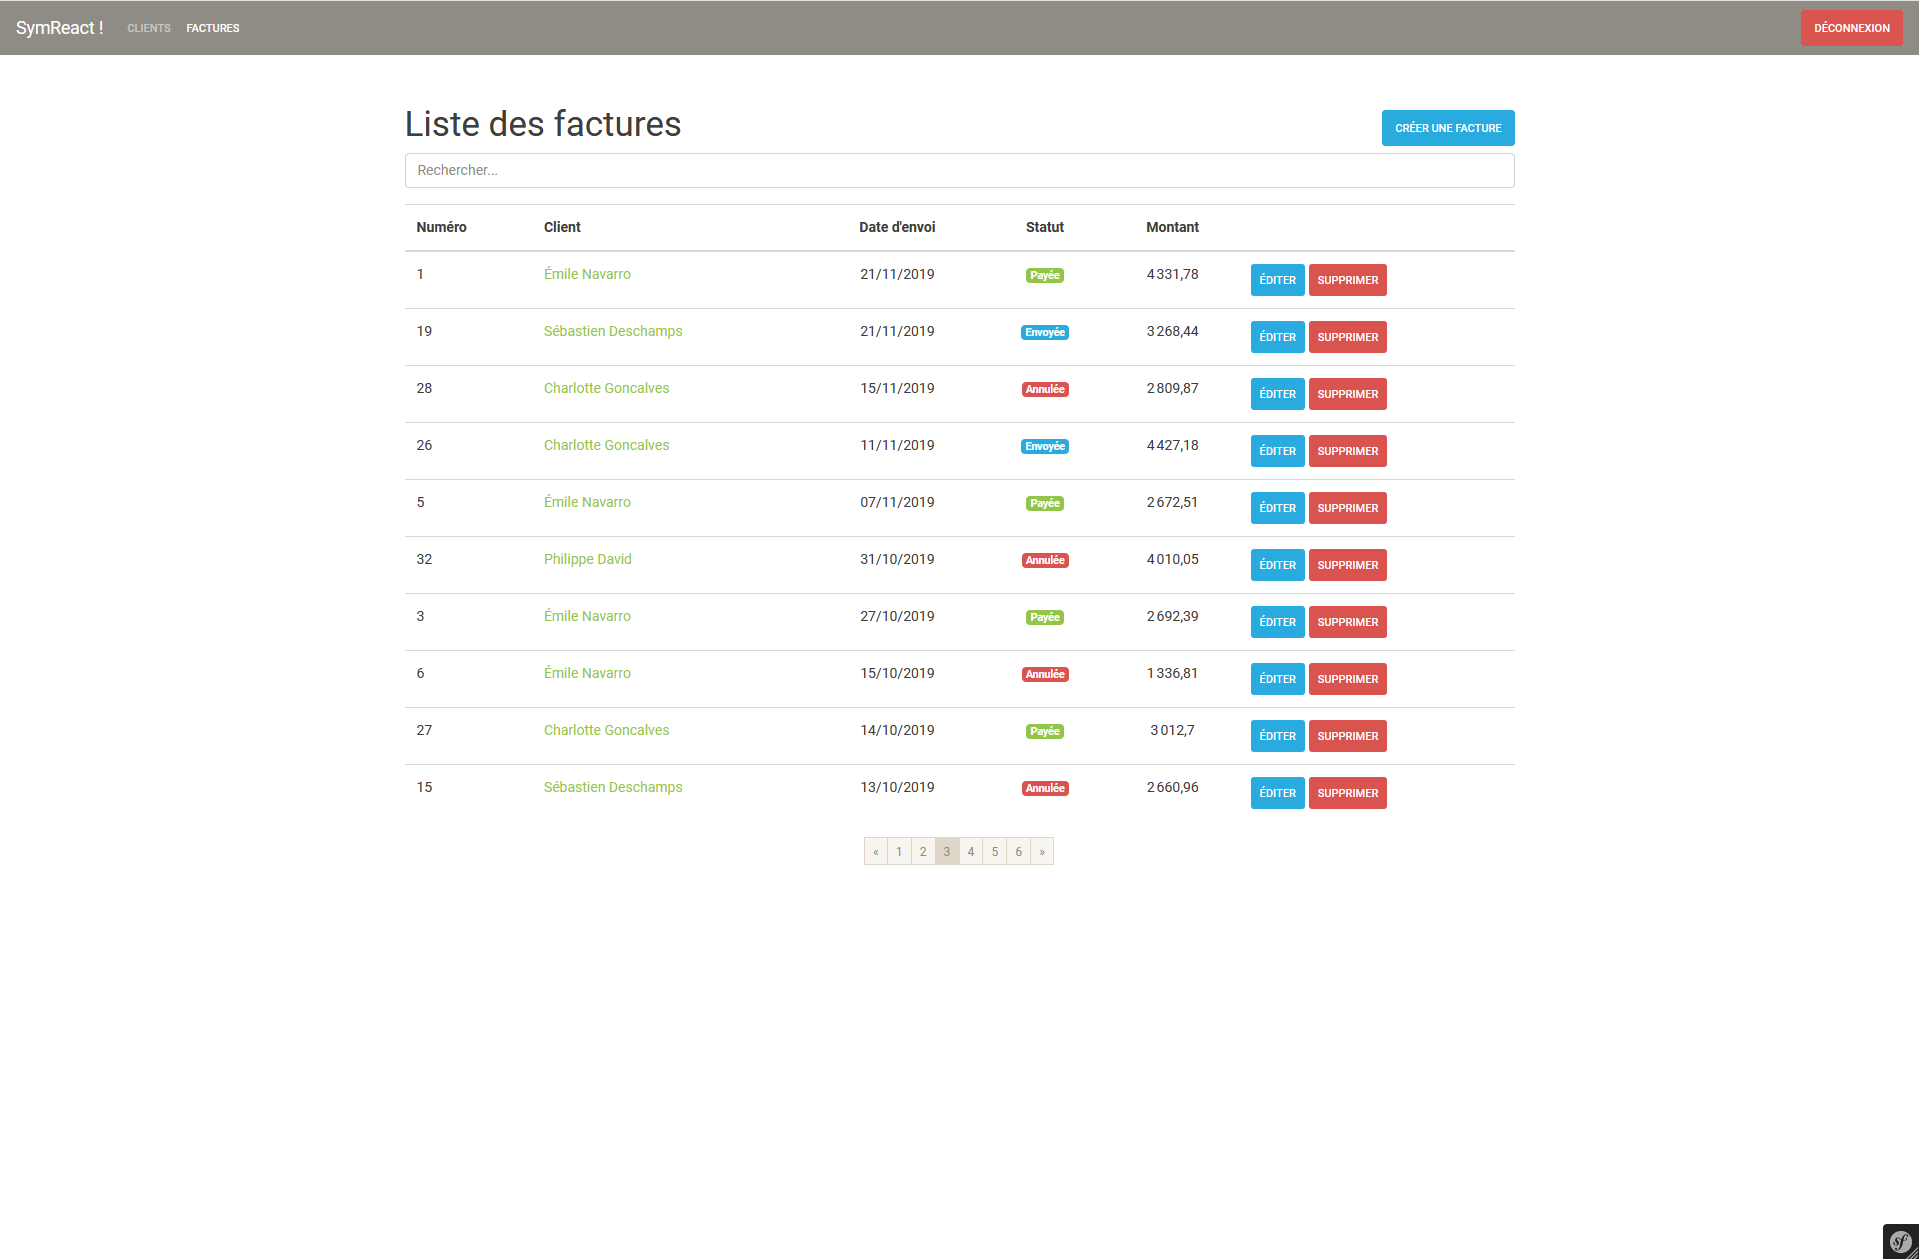 SymReact ! CLIENTS FACTURES DÉCONNEXION
Liste des factures CRÉER UNE FACTURE
Rechercher...
Numéro Client Date d'envoi Statut Montant
1 Émile Navarro 21/11/2019 Payée 4 331,78 ÉDITER SUPPRIMER
19 Sébastien Deschamps 21/11/2019 Envoyée 3 268,44 ÉDITER SUPPRIMER
28 Charlotte Goncalves 15/11/2019 Annulée 2 809,87 ÉDITER SUPPRIMER
26 Charlotte Goncalves 11/11/2019 Envoyée 4 427,18 ÉDITER SUPPRIMER
5 Émile Navarro 07/11/2019 Payée 2 672,51 ÉDITER SUPPRIMER
32 Philippe David 31/10/2019 Annulée 4 010,05 ÉDITER SUPPRIMER
3 Émile Navarro 27/10/2019 Payée 2 692,39 ÉDITER SUPPRIMER
6 Émile Navarro 15/10/2019 Annulée 1 336,81 ÉDITER SUPPRIMER
27 Charlotte Goncalves 14/10/2019 Payée 3 012,7 ÉDITER SUPPRIMER
15 Sébastien Deschamps 13/10/2019 Annulée 2 660,96 ÉDITER SUPPRIMER
« 1 2 3 4 5 6 »
sf